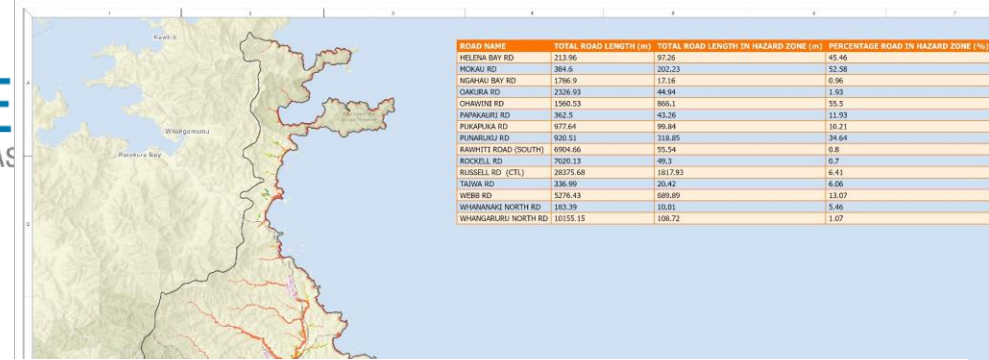 E
AS
Whangamumu
Parekura Bay
ROAD NAME TOTAL ROAD LENGTH (m) TOTAL ROAD LENGTH IN HAZARD ZONE (m) PERCENTAGE ROAD IN HAZARD ZONE (%)
HELENA BAY RD 213.96 97.26 45.46
MOKAU RD 384.6 202.23 52.58
NGAHAU BAY RD 1786.9 17.16 0.96
OAKURA RD 2326.93 44.94 1.93
OHAWINI RD 1560.53 866.1 55.5
PAPAKAURI RD 362.5 43.26 11.93
PUKAPUKA RD 977.64 99.84 10.21
PUNARUKU RD 920.51 318.85 34.64
RAWHITI ROAD (SOUTH) 6904.66 55.54 0.8
ROCKELL RD 7020.13 49.3 0.7
RUSSELL RD (CTL) 28375.68 1817.93 6.41
TAIWA RD 336.99 20.42 6.06
WEBB RD 5276.43 689.89 13.07
WHANANAKI NORTH RD 183.39 10.01 5.46
WHANGARURU NORTH RD 10155.15 108.72 1.07